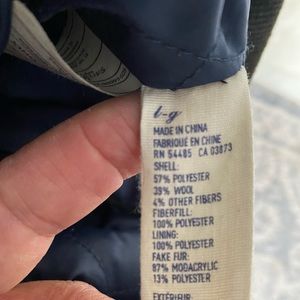 l-g
MADE IN CHINA
FABRIQUÉ EN CHINE
RN 54485 CA 03873
SHELL:
57% POLYESTER
39% WOOL
4% OTHER FIBERS
FIBERFILL:
100% POLYESTER
LINING:
100% POLYESTER
FAKE FUR:
87% MODACRYLIC
13% POLYESTER
EXTÉRIEUR: